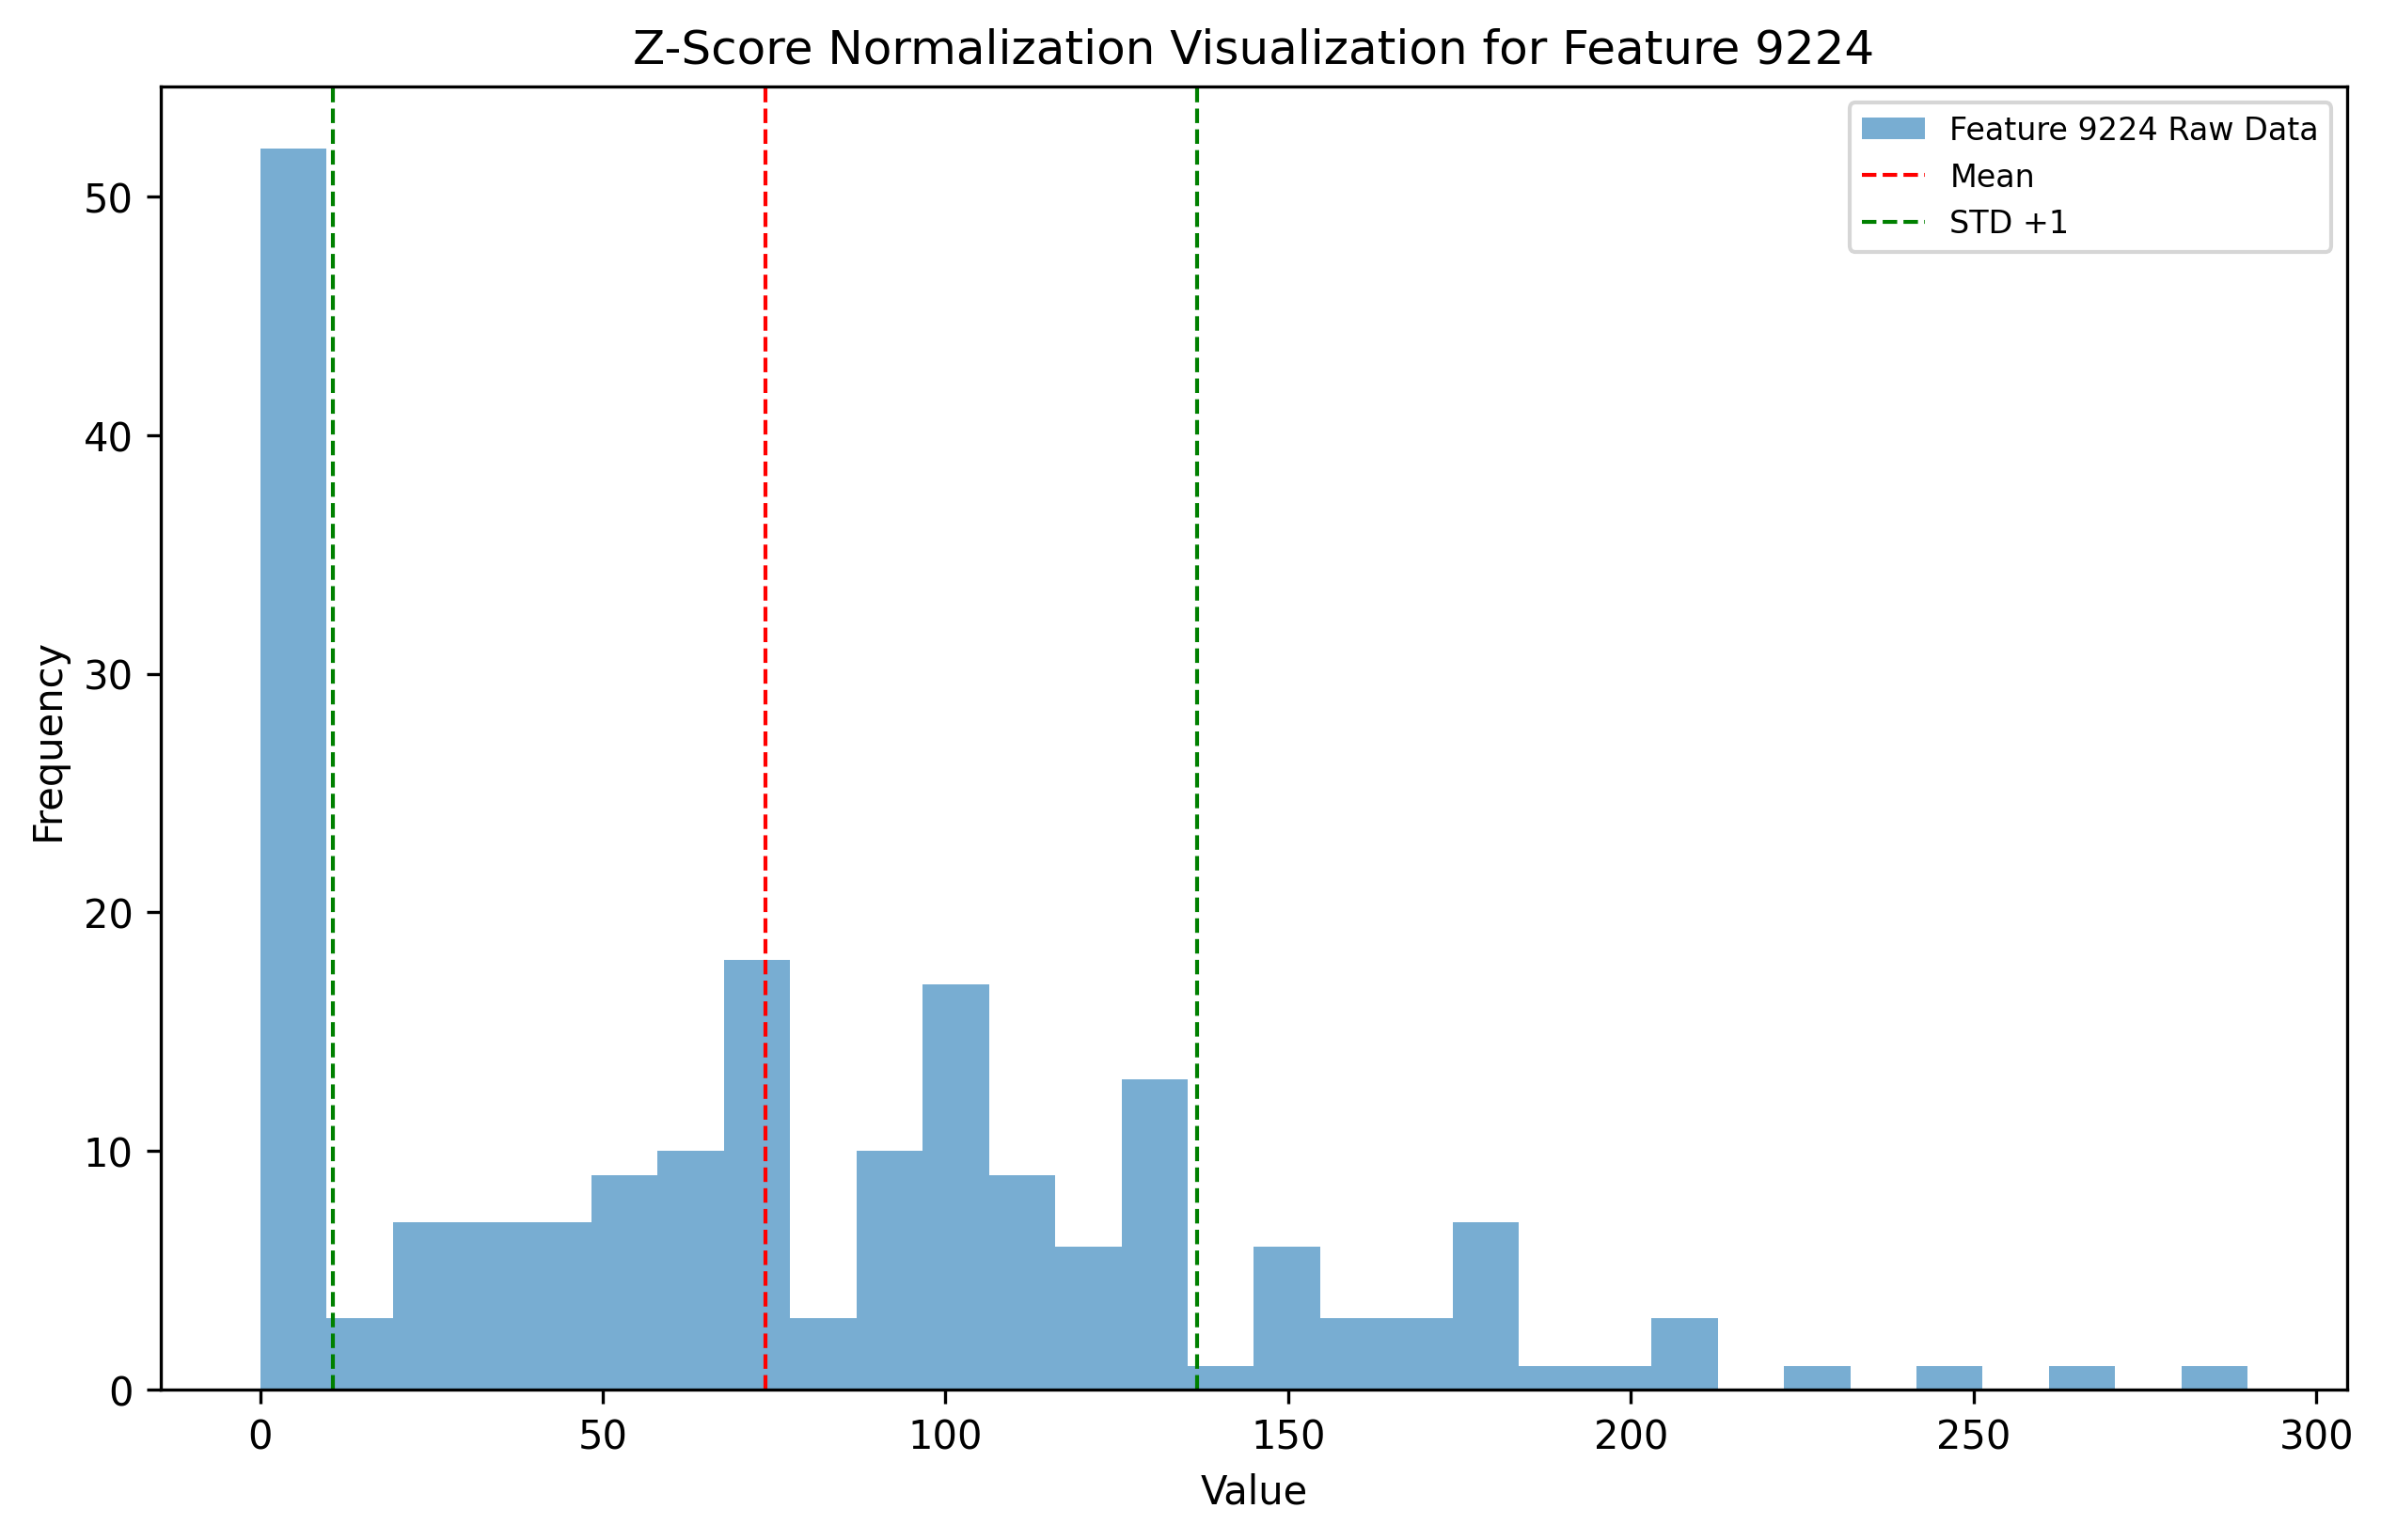 Z-Score Normalization Visualization for Feature 9224
Feature 9224 Raw Data
Mean
STD +1
Frequency
50
40
30
20
10
0
0 50 100 150 200 250 300
Value